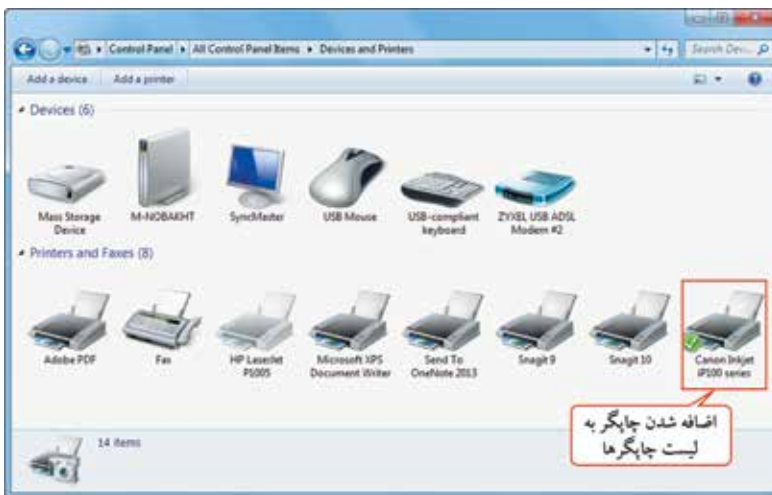 Control Panel ▸ All Control Panel Items ▸ Devices and Printers
Search Dev...
Add a device Add a printer
Devices (6)
Mass Storage Device
M-NOBAKHT
SyncMaster
USB Mouse
USB-compliant keyboard
ZYXEL USB ADSL Modem #2
Printers and Faxes (8)
Adobe PDF
Fax
HP LaserJet P1005
Microsoft XPS Document Writer
Send To OneNote 2013
Snagit 9
Snagit 10
Canon Inkjet iP100 series
اضافه شدن چاپگر به
لیست چاپگرها
14 items